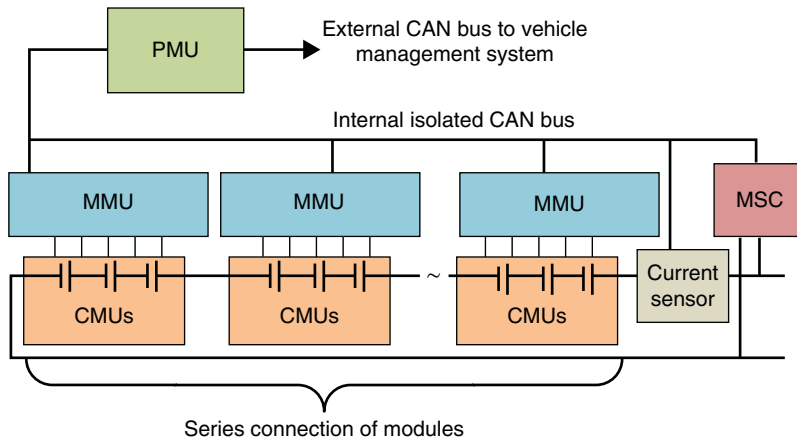 External CAN bus to vehicle
management system
PMU
Internal isolated CAN bus
MMU
MMU
MMU
MSC
CMUs
CMUs
~
CMUs
Current
sensor
Series connection of modules